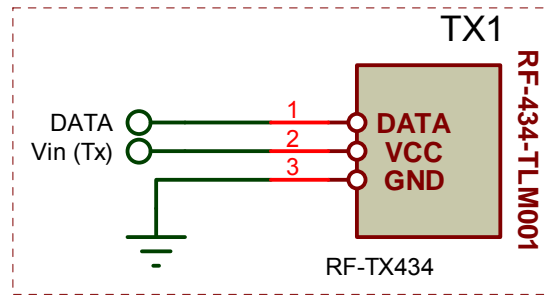 TX1
RF-434-TLM001
DATA
1
DATA
Vin (Tx)
2
VCC
3
GND
RF-TX434